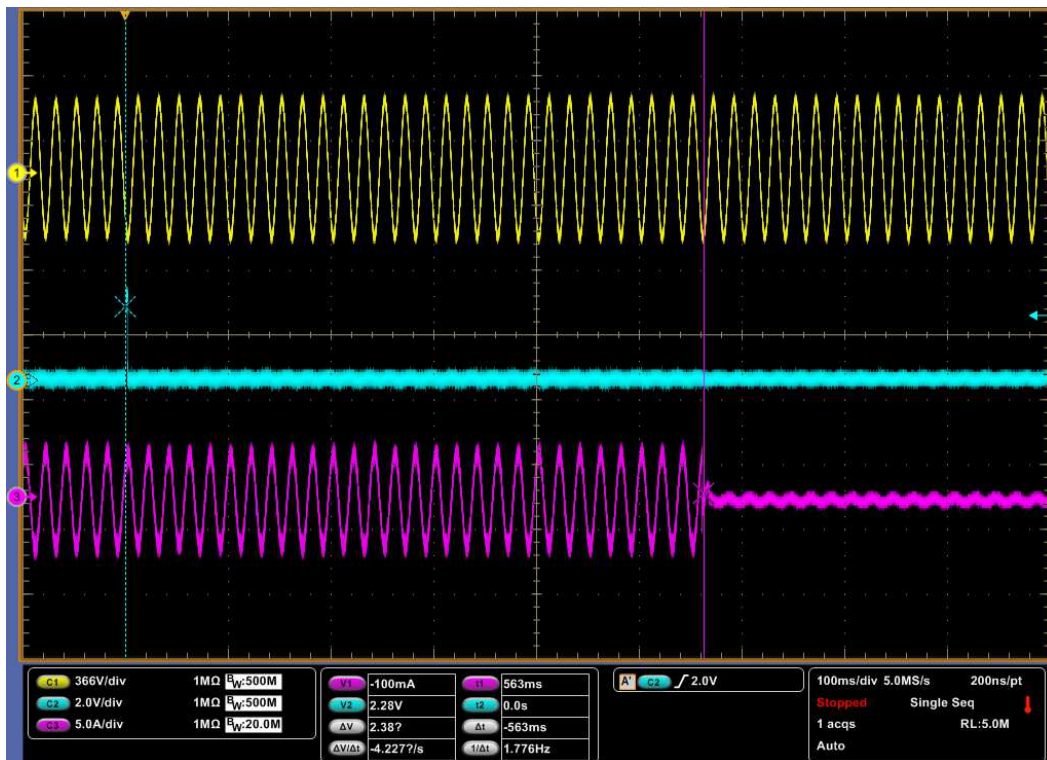 1
2
3
C1 366V/div 1MΩ BW:500M
C2 2.0V/div 1MΩ BW:500M
C3 5.0A/div 1MΩ BW:20.0M
V1 -100mA t1 563ms
V2 2.28V t2 0.0s
ΔV 2.38? Δt -563ms
ΔV/Δt -4.227?/s 1/Δt 1.776Hz
A' C2 2.0V
100ms/div 5.0MS/s 200ns/pt
Stopped Single Seq
1 acqs RL:5.0M
Auto